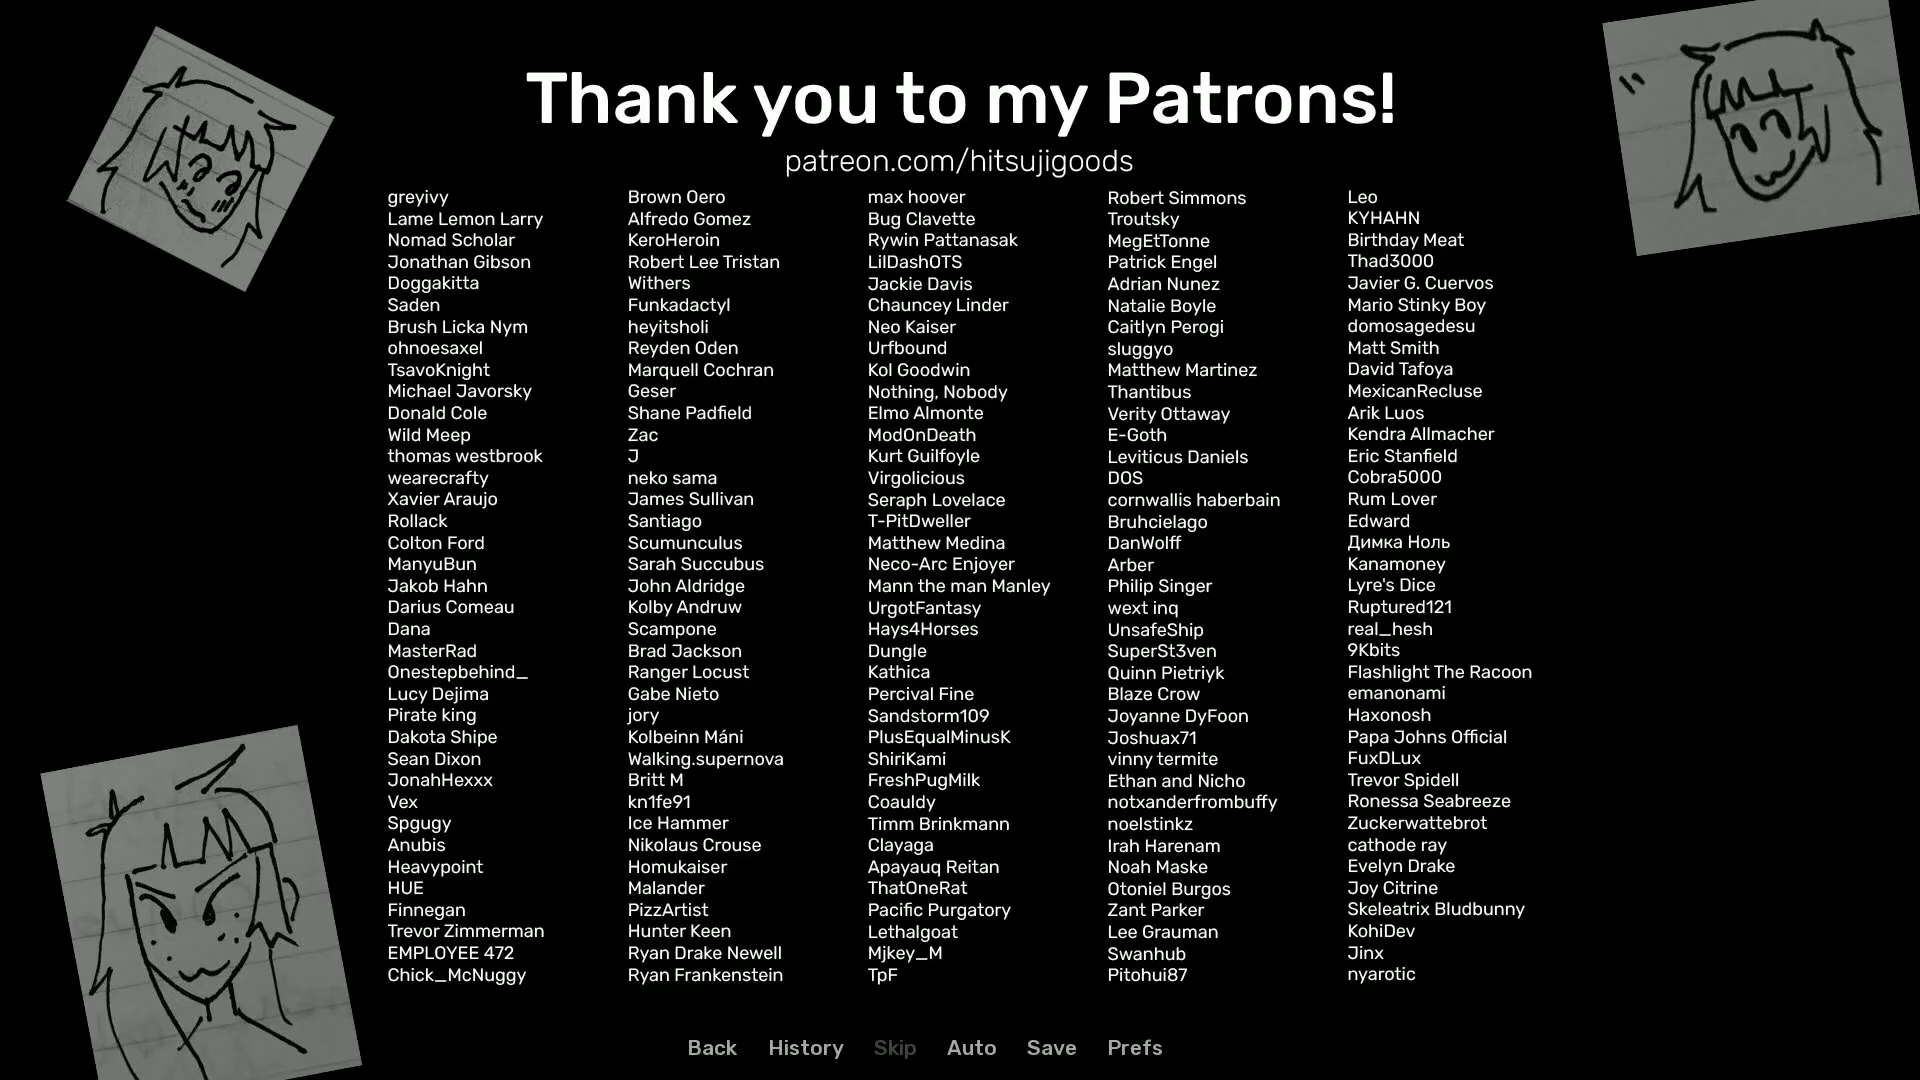 Thank you to my Patrons!
patreon.com/hitsujigoods
greyivy
Lame Lemon Larry
Nomad Scholar
Jonathan Gibson
Doggakitta
Saden
Brush Licka Nym
ohnoesaxel
TsavoKnight
Michael Javorsky
Donald Cole
Wild Meep
thomas westbrook
wearecrafty
Xavier Araujo
Rollack
Colton Ford
ManyuBun
Jakob Hahn
Darius Comeau
Dana
MasterRad
Onestepbehind_
Lucy Dejima
Pirate king
Dakota Shipe
Sean Dixon
JonahHexxx
Vex
Spgugy
Anubis
Heavypoint
HUE
Finnegan
Trevor Zimmerman
EMPLOYEE 472
Chick_McNuggy
Brown Oero
Alfredo Gomez
KeroHeroin
Robert Lee Tristan
Withers
Funkadactyl
heyitsholi
Reyden Oden
Marquell Cochran
Geser
Shane Padfield
Zac
J
neko sama
James Sullivan
Santiago
Scumunculus
Sarah Succubus
John Aldridge
Kolby Andruw
Scampone
Brad Jackson
Ranger Locust
Gabe Nieto
jory
Kolbeinn Máni
Walking.supernova
Britt M
kn1fe91
Ice Hammer
Nikolaus Crouse
Homukaiser
Malander
PizzArtist
Hunter Keen
Ryan Drake Newell
Ryan Frankenstein
max hoover
Bug Clavette
Rywin Pattanasak
LilDashOTS
Jackie Davis
Chauncey Linder
Neo Kaiser
Urfbound
Kol Goodwin
Nothing, Nobody
Elmo Almonte
ModOnDeath
Kurt Guilfoyle
Virgolicious
Seraph Lovelace
T-PitDweller
Matthew Medina
Neco-Arc Enjoyer
Mann the man Manley
UrgotFantasy
Hays4Horses
Dungle
Kathica
Percival Fine
Sandstorm109
PlusEqualMinusK
ShiriKami
FreshPugMilk
Coauldy
Timm Brinkmann
Clayaga
Apayauq Reitan
ThatOneRat
Pacific Purgatory
Lethalgoat
Mjkey_M
TpF
Robert Simmons
Troutsky
MegEtTonne
Patrick Engel
Adrian Nunez
Natalie Boyle
Caitlyn Perogi
sluggyo
Matthew Martinez
Thantibus
Verity Ottaway
E-Goth
Leviticus Daniels
DOS
cornwallis haberbain
Bruhcielago
DanWolff
Arber
Philip Singer
wext inq
UnsafeShip
SuperSt3ven
Quinn Pietriyk
Blaze Crow
Joyanne DyFoon
Joshuax71
vinny termite
Ethan and Nicho
notxanderfrombuffy
noelstinkz
Irah Harenam
Noah Maske
Otoniel Burgos
Zant Parker
Lee Grauman
Swanhub
Pitohui87
Leo
KYHAHN
Birthday Meat
Thad3000
Javier G. Cuervos
Mario Stinky Boy
domosagedesu
Matt Smith
David Tafoya
MexicanRecluse
Arik Luos
Kendra Allmacher
Eric Stanfield
Cobra5000
Rum Lover
Edward
Димка Ноль
Kanamoney
Lyre's Dice
Ruptured121
real_hesh
9Kbits
Flashlight The Racoon
emanonami
Haxonosh
Papa Johns Official
FuxDLux
Trevor Spidell
Ronessa Seabreeze
Zuckerwattebrot
cathode ray
Evelyn Drake
Joy Citrine
Skeleatrix Bludbunny
KohiDev
Jinx
nyarotic
Back History Skip Auto Save Prefs